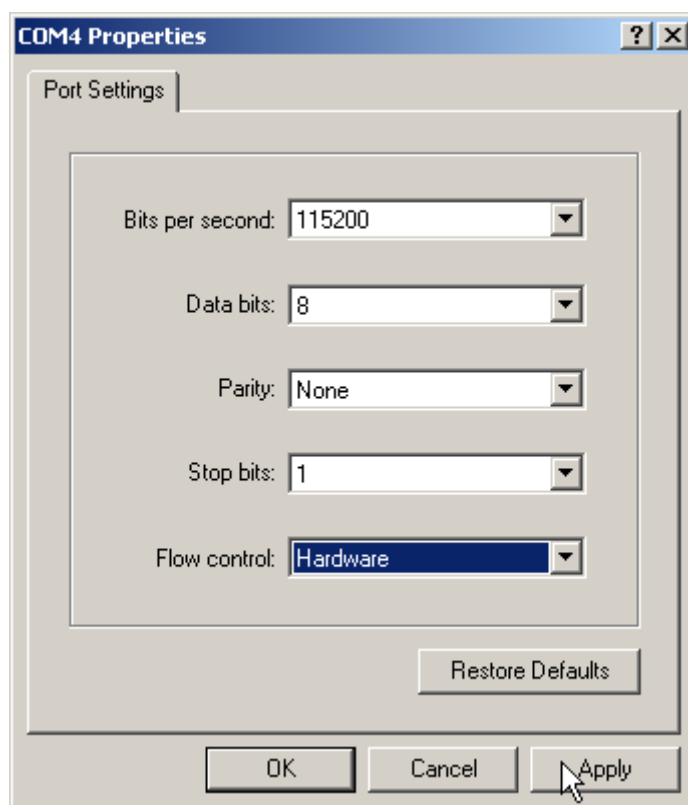 COM4 Properties
Port Settings
Bits per second: 115200
Data bits: 8
Parity: None
Stop bits: 1
Flow control: Hardware
Restore Defaults
OK Cancel Apply